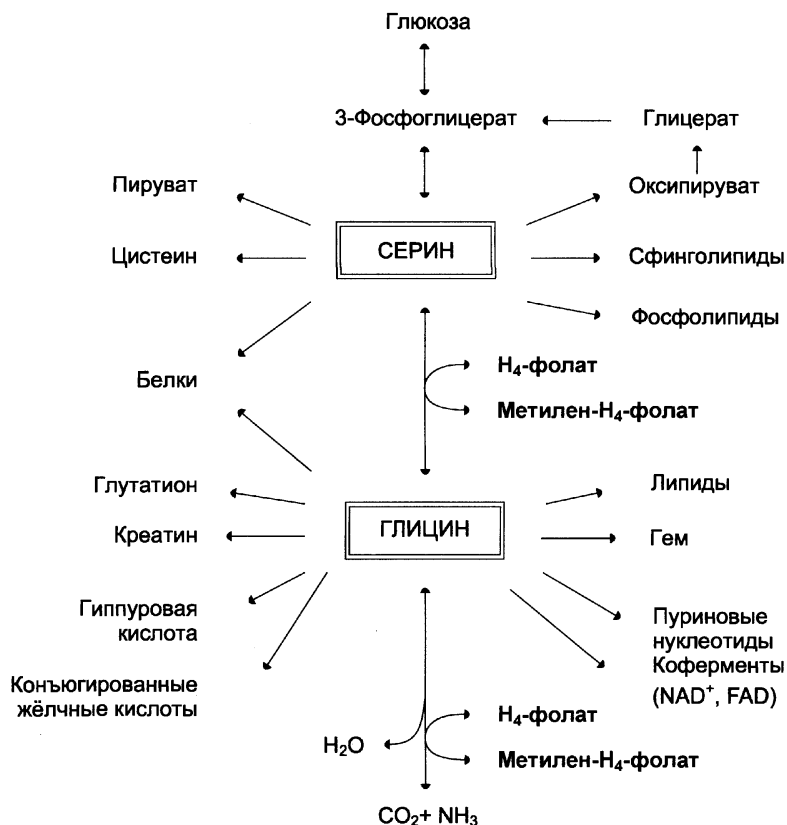 Глюкоза
3-Фосфоглицерат
Глицерат
Пируват
Оксипируват
СЕРИН
Цистеин
Сфинголипиды
Фосфолипиды
Белки
H₄-фолат
Метилен-H₄-фолат
Глутатион
Липиды
ГЛИЦИН
Креатин
Гем
Гиппуровая
кислота
Пуриновые
нуклеотиды
Коферменты
(NAD⁺, FAD)
Конъюгированные
жёлчные кислоты
H₄-фолат
H₂O
Метилен-H₄-фолат
CO₂+ NH₃